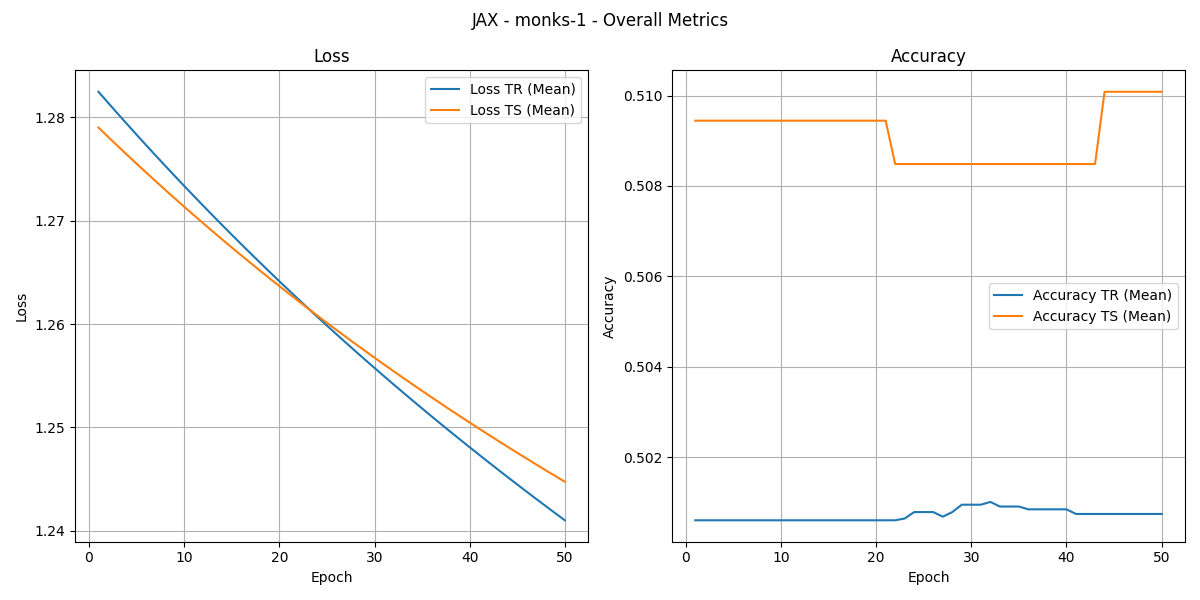 JAX - monks-1 - Overall Metrics
Loss
Loss TR (Mean)
Loss TS (Mean)
1.28
1.27
1.26
1.25
1.24
Loss
0
10
20
30
40
50
Epoch
Accuracy
Accuracy TR (Mean)
Accuracy TS (Mean)
0.510
0.508
0.506
0.504
0.502
Accuracy
0
10
20
30
40
50
Epoch